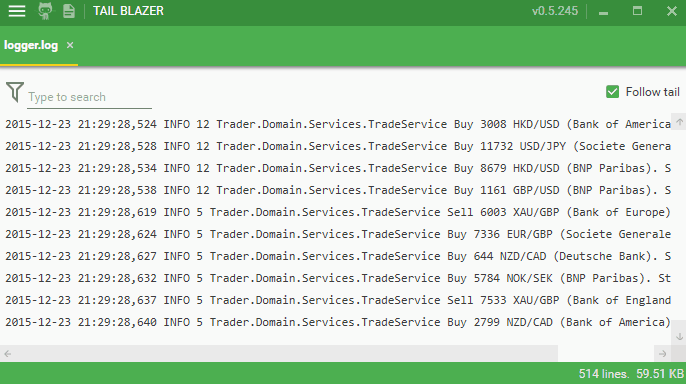 TAIL BLAZER v0.5.245
logger.log ×
Type to search Follow tail
2015-12-23 21:29:28,524 INFO 12 Trader.Domain.Services.TradeService Buy 3008 HKD/USD (Bank of America
2015-12-23 21:29:28,528 INFO 12 Trader.Domain.Services.TradeService Buy 11732 USD/JPY (Societe Genera
2015-12-23 21:29:28,534 INFO 12 Trader.Domain.Services.TradeService Buy 8679 HKD/USD (BNP Paribas). S
2015-12-23 21:29:28,538 INFO 12 Trader.Domain.Services.TradeService Buy 1161 GBP/USD (BNP Paribas). S
2015-12-23 21:29:28,619 INFO 5 Trader.Domain.Services.TradeService Sell 6003 XAU/GBP (Bank of Europe)
2015-12-23 21:29:28,624 INFO 5 Trader.Domain.Services.TradeService Buy 7336 EUR/GBP (Societe Generale
2015-12-23 21:29:28,627 INFO 5 Trader.Domain.Services.TradeService Buy 644 NZD/CAD (Deutsche Bank). S
2015-12-23 21:29:28,632 INFO 5 Trader.Domain.Services.TradeService Buy 5784 NOK/SEK (BNP Paribas). St
2015-12-23 21:29:28,637 INFO 5 Trader.Domain.Services.TradeService Sell 7533 XAU/GBP (Bank of England
2015-12-23 21:29:28,640 INFO 5 Trader.Domain.Services.TradeService Buy 2799 NZD/CAD (Bank of America)
514 lines. 59.51 KB